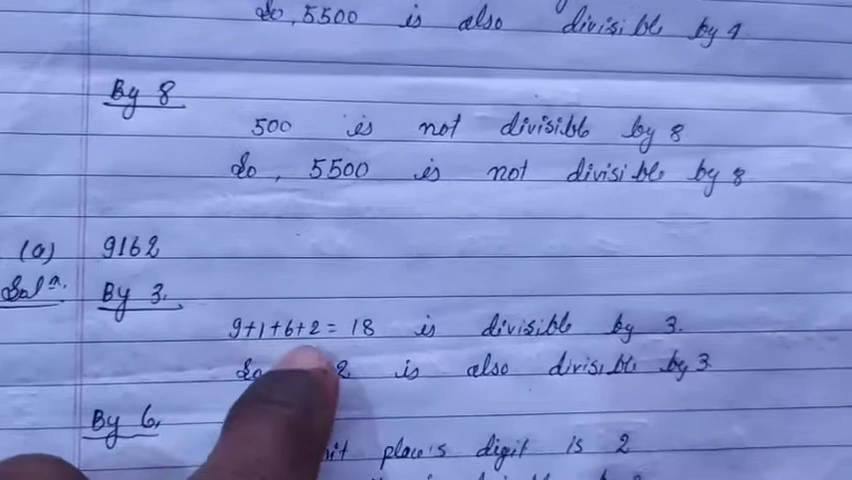 So, 5500 is also divisible by 4
By 8
500 is not divisible by 8
So, 5500 is not divisible by 8
(a) 9162
Solⁿ. By 3.
9+1+6+2 = 18 is divisible by 3.
So 2 is also divisible by 3
By 6.
place's digit is 2